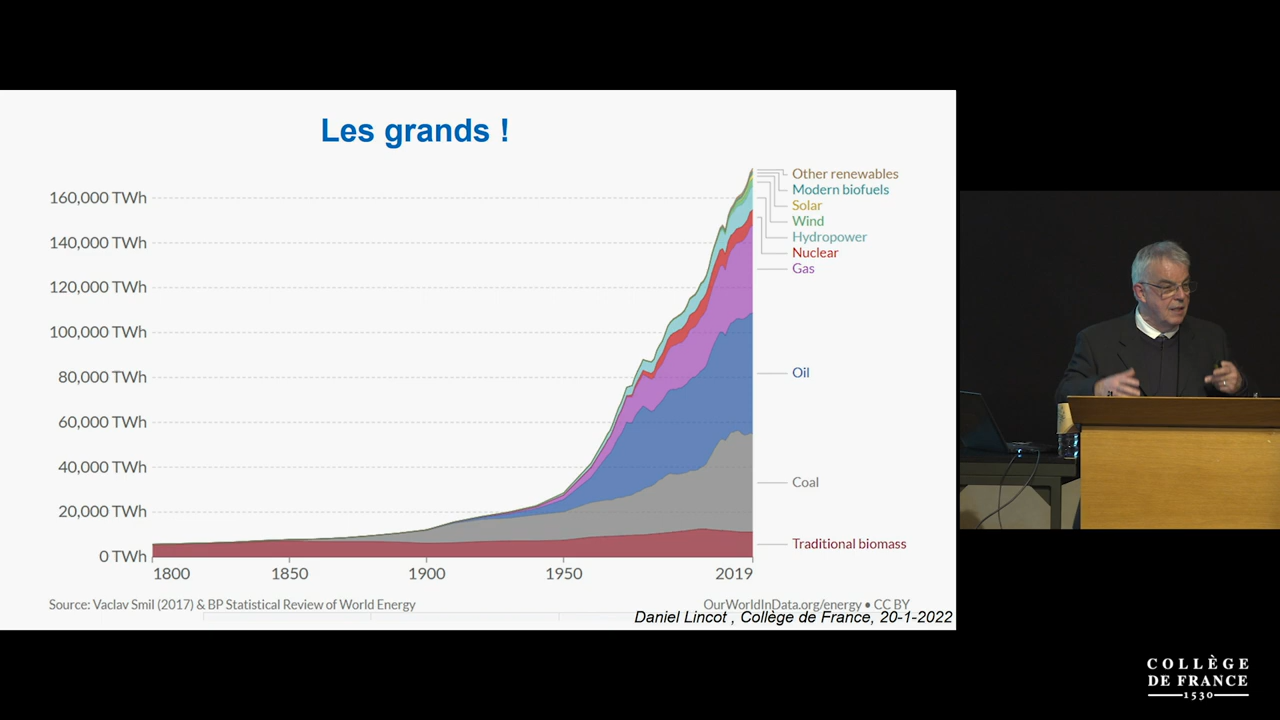 Les grands !
160,000 TWh
140,000 TWh
120,000 TWh
100,000 TWh
80,000 TWh
60,000 TWh
40,000 TWh
20,000 TWh
0 TWh
1800
1850
1900
1950
2019
Other renewables
Modern biofuels
Solar
Wind
Hydropower
Nuclear
Gas
Oil
Coal
Traditional biomass
Source: Vaclav Smil (2017) & BP Statistical Review of World Energy
OurWorldInData.org/energy • CC BY
Daniel Lincot , Collège de France, 20-1-2022
COLLÈGE
DE FRANCE
1530